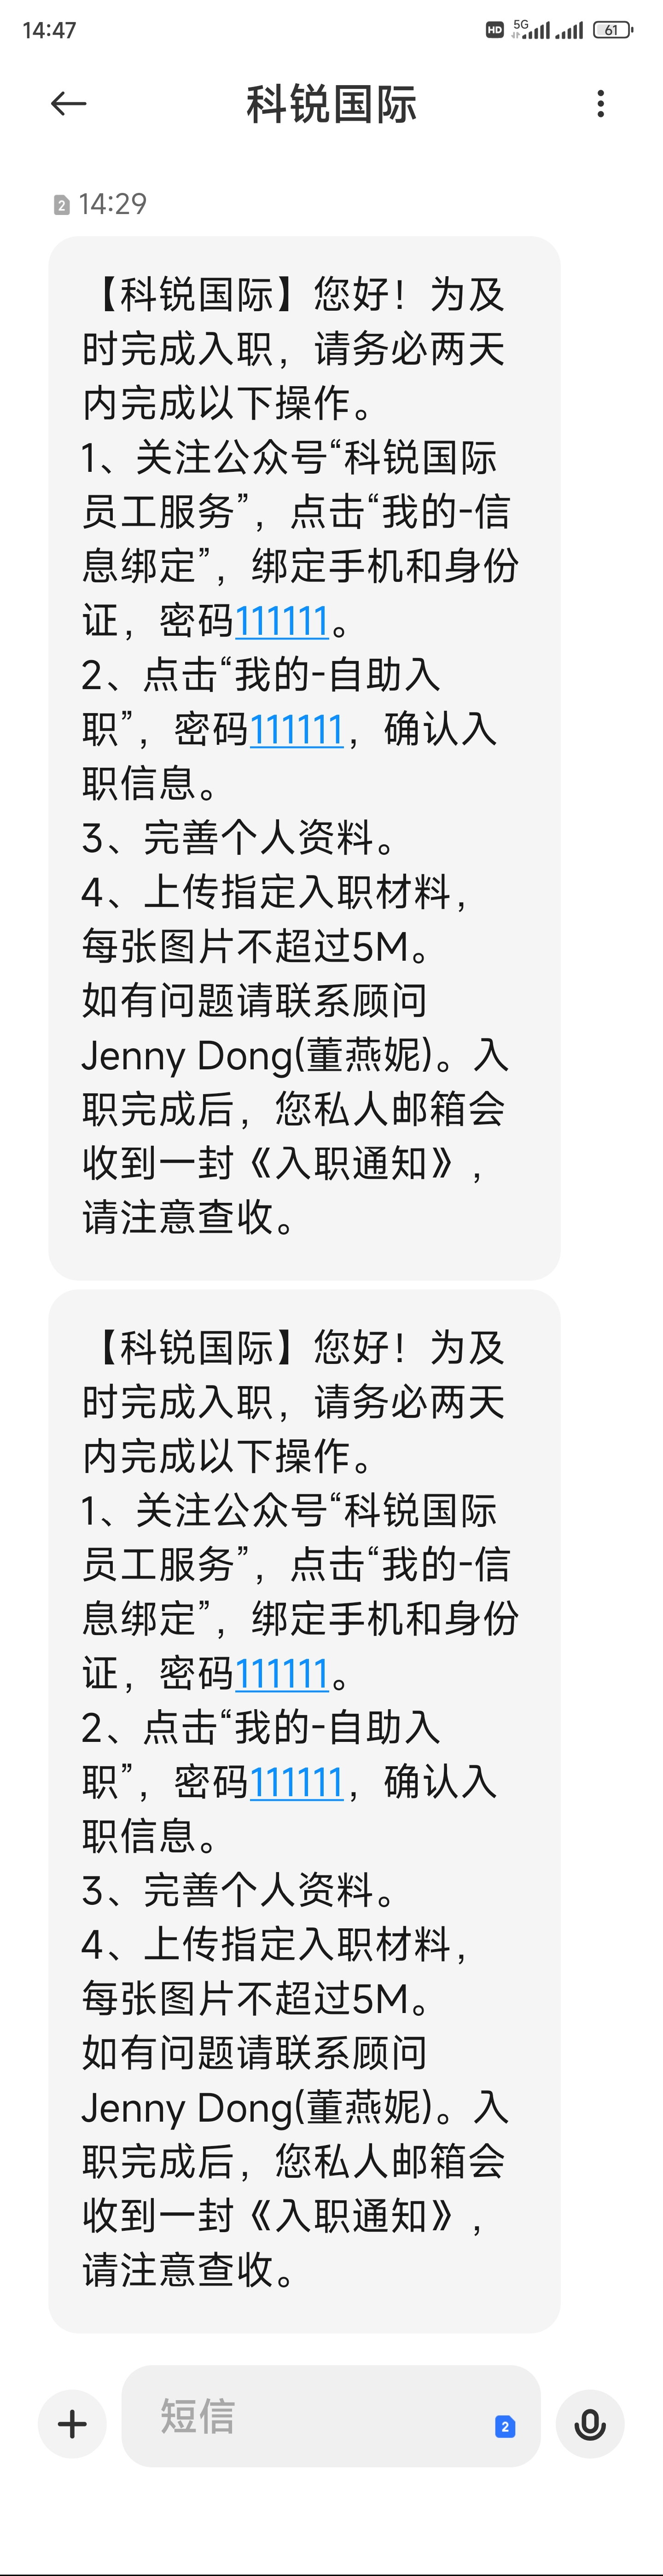 14:47
HD 5G 61
科锐国际
2 14:29
【科锐国际】您好！为及
时完成入职，请务必两天
内完成以下操作。
1、关注公众号“科锐国际
员工服务”，点击“我的-信
息绑定”，绑定手机和身份
证，密码111111。
2、点击“我的-自助入
职”，密码111111，确认入
职信息。
3、完善个人资料。
4、上传指定入职材料，
每张图片不超过5M。
如有问题请联系顾问
Jenny Dong(董燕妮)。入
职完成后，您私人邮箱会
收到一封《入职通知》，
请注意查收。
【科锐国际】您好！为及
时完成入职，请务必两天
内完成以下操作。
1、关注公众号“科锐国际
员工服务”，点击“我的-信
息绑定”，绑定手机和身份
证，密码111111。
2、点击“我的-自助入
职”，密码111111，确认入
职信息。
3、完善个人资料。
4、上传指定入职材料，
每张图片不超过5M。
如有问题请联系顾问
Jenny Dong(董燕妮)。入
职完成后，您私人邮箱会
收到一封《入职通知》，
请注意查收。
短信
2